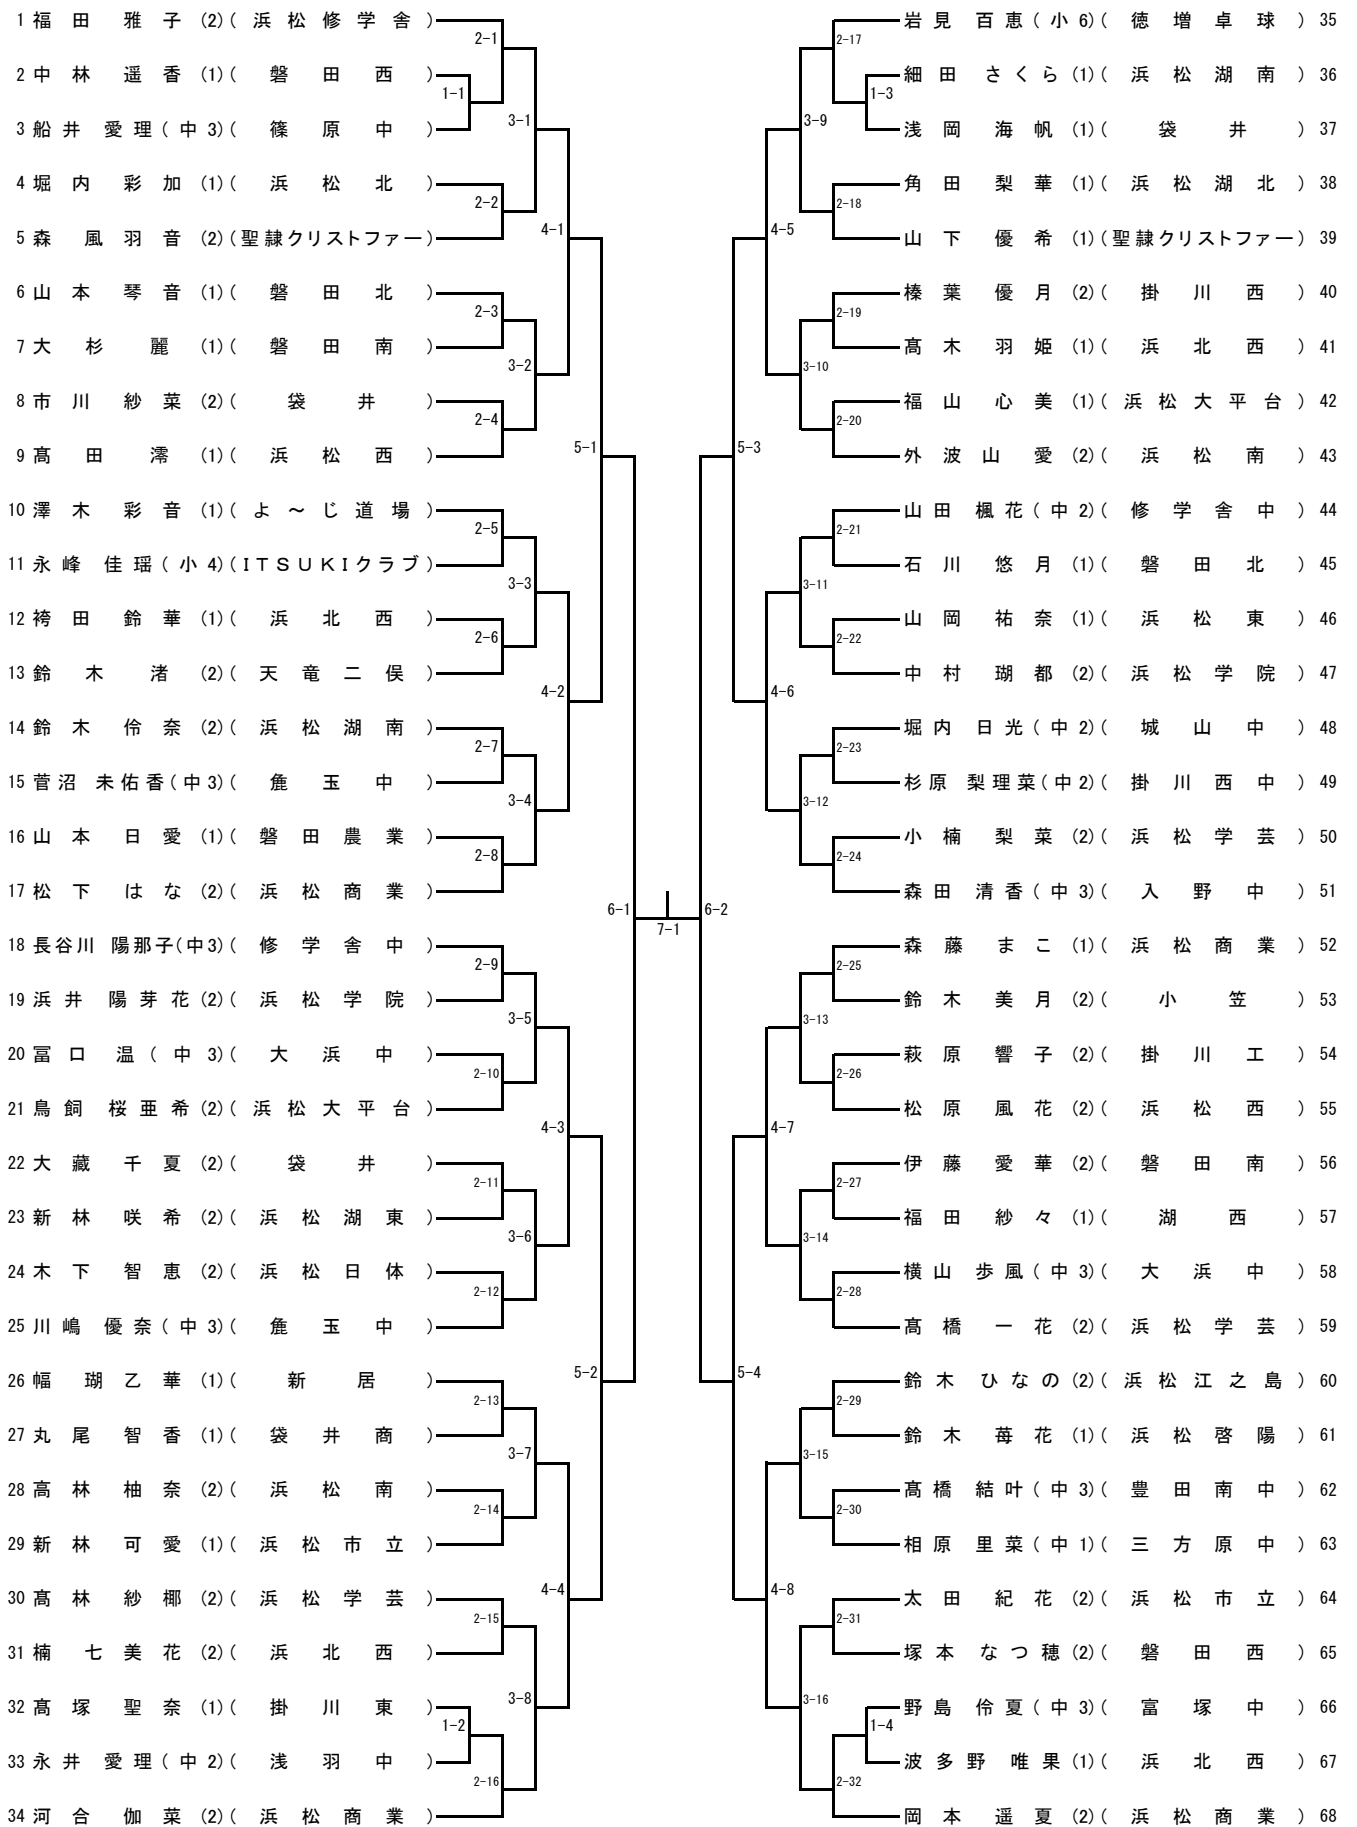 1 福田 雅子 (2) (浜松修学舎)
2 中林 遥香 (1) (磐田西)
3 船井 愛理 (中3) (篠原中)
4 堀内 彩加 (1) (浜松北)
5 森 風羽音 (2) (聖隷クリストファー)
6 山本 琴音 (1) (磐田北)
7 大杉 麗 (1) (磐田南)
8 市川 紗菜 (2) (袋井)
9 髙田 澪 (1) (浜松西)
10 澤木 彩音 (1) (よ~じ道場)
11 永峰 佳瑶 (小4) (ITSUKIクラブ)
12 袴田 鈴華 (1) (浜北西)
13 鈴木 渚 (2) (天竜二俣)
14 鈴木 伶奈 (2) (浜松湖南)
15 菅沼 未佑香 (中3) (麁玉中)
16 山本 日愛 (1) (磐田農業)
17 松下 はな (2) (浜松商業)
18 長谷川 陽那子 (中3) (修学舎中)
19 浜井 陽芽花 (2) (浜松学院)
20 冨口 温 (中3) (大浜中)
21 鳥飼 桜亜希 (2) (浜松大平台)
22 大藏 千夏 (2) (袋井)
23 新林 咲希 (2) (浜松湖東)
24 木下 智恵 (2) (浜松日体)
25 川嶋 優奈 (中3) (麁玉中)
26 幅 瑚乙華 (1) (新居)
27 丸尾 智香 (1) (袋井商)
28 高林 柚奈 (2) (浜松南)
29 新林 可愛 (1) (浜松市立)
30 髙林 紗椰 (2) (浜松学芸)
31 楠 七美花 (2) (浜北西)
32 髙塚 聖奈 (1) (掛川東)
33 永井 愛理 (中2) (浅羽中)
34 河合 伽菜 (2) (浜松商業)
2-1
1-1
3-1
2-2
4-1
2-3
3-2
2-4
5-1
2-5
3-3
2-6
4-2
2-7
3-4
2-8
6-1
7-1
2-9
3-5
2-10
4-3
2-11
3-6
2-12
5-2
2-13
3-7
2-14
4-4
2-15
3-8
1-2
2-16
2-17
1-3
3-9
2-18
4-5
2-19
3-10
2-20
5-3
2-21
3-11
2-22
4-6
2-23
3-12
2-24
6-2
2-25
3-13
2-26
4-7
2-27
3-14
2-28
5-4
2-29
3-15
2-30
4-8
2-31
3-16
1-4
2-32
岩見 百恵 (小6) (徳増卓球) 35
細田 さくら (1) (浜松湖南) 36
浅岡 海帆 (1) (袋井) 37
角田 梨華 (1) (浜松湖北) 38
山下 優希 (1) (聖隷クリストファー) 39
榛葉 優月 (2) (掛川西) 40
髙木 羽姫 (1) (浜北西) 41
福山 心美 (1) (浜松大平台) 42
外波山 愛 (2) (浜松南) 43
山田 楓花 (中2) (修学舎中) 44
石川 悠月 (1) (磐田北) 45
山岡 祐奈 (1) (浜松東) 46
中村 瑚都 (2) (浜松学院) 47
堀内 日光 (中2) (城山中) 48
杉原 梨理菜 (中2) (掛川西中) 49
小楠 梨菜 (2) (浜松学芸) 50
森田 清香 (中3) (入野中) 51
森藤 まこ (1) (浜松商業) 52
鈴木 美月 (2) (小笠) 53
萩原 響子 (2) (掛川工) 54
松原 風花 (2) (浜松西) 55
伊藤 愛華 (2) (磐田南) 56
福田 紗々 (1) (湖西) 57
横山 歩風 (中3) (大浜中) 58
髙橋 一花 (2) (浜松学芸) 59
鈴木 ひなの (2) (浜松江之島) 60
鈴木 苺花 (1) (浜松啓陽) 61
髙橋 結叶 (中3) (豊田南中) 62
相原 里菜 (中1) (三方原中) 63
太田 紀花 (2) (浜松市立) 64
塚本 なつ穂 (2) (磐田西) 65
野島 伶夏 (中3) (富塚中) 66
波多野 唯果 (1) (浜北西) 67
岡本 遥夏 (2) (浜松商業) 68